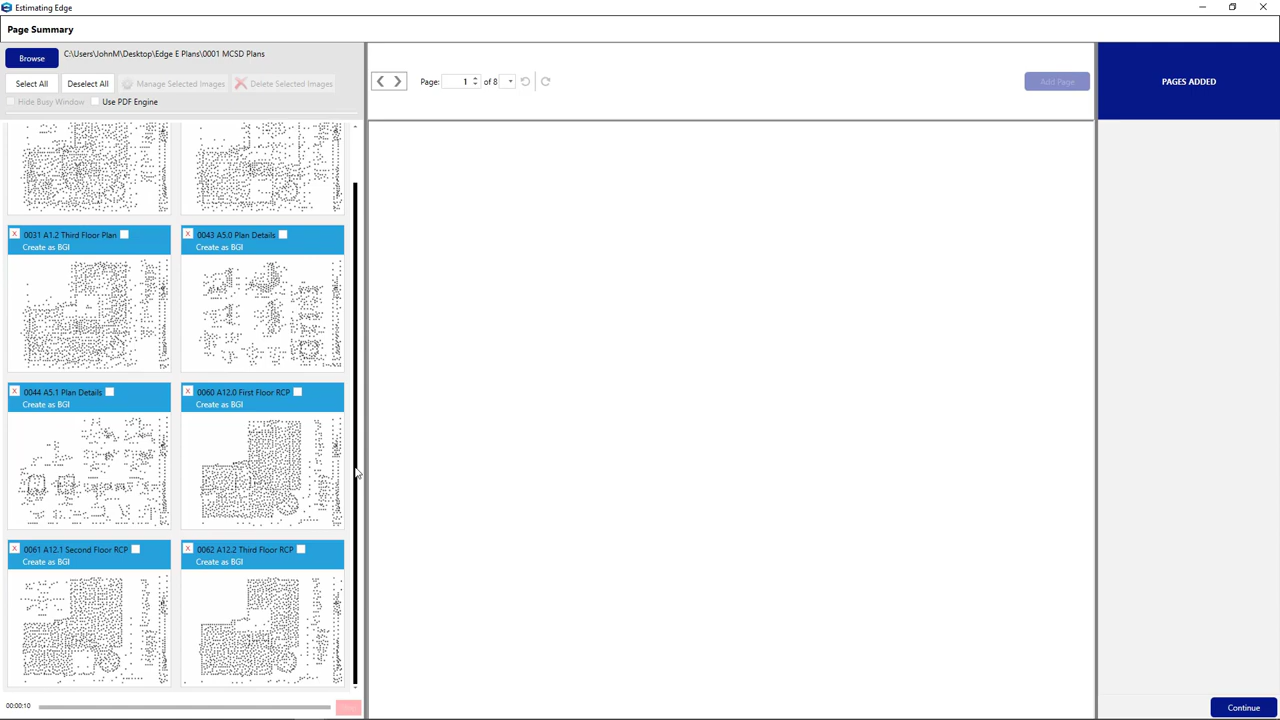 Estimating Edge
Page Summary
Browse
C:\Users\JohnM\Desktop\Edge E Plans\0001 MCSD Plans
Select All
Deselect All
Manage Selected Images
Delete Selected Images
Hide Busy Window
Use PDF Engine
Page:
1
of 8
Add Page
PAGES ADDED
X 0031 A1.2 Third Floor Plan
Create as BGI
X 0043 A5.0 Plan Details
Create as BGI
X 0044 A5.1 Plan Details
Create as BGI
X 0060 A12.0 First Floor RCP
Create as BGI
X 0061 A12.1 Second Floor RCP
Create as BGI
X 0062 A12.2 Third Floor RCP
Create as BGI
00:00:10
Continue